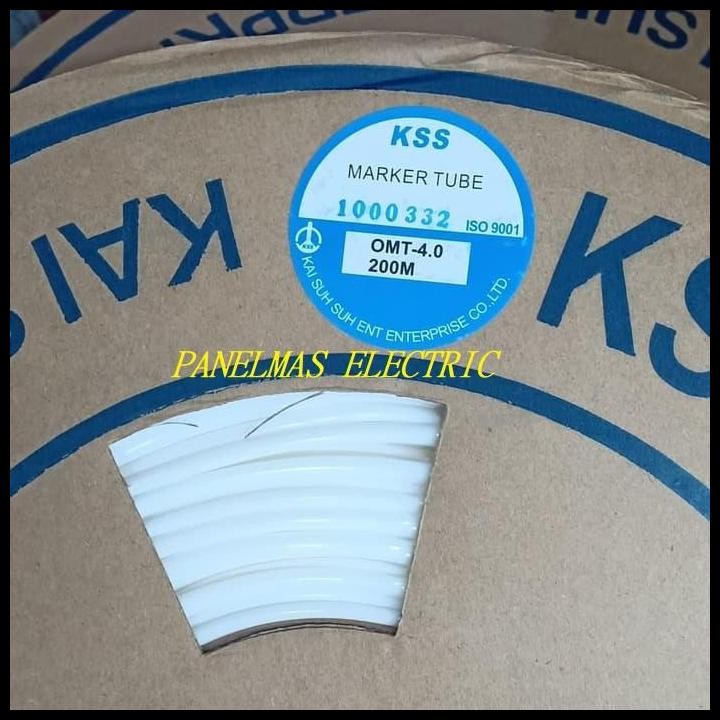 KSS
MARKER TUBE
1000332
ISO 9001
OMT-4.0
200M
KSS
KAI SUH SUH ENT ENTERPRISE CO.,LTD.
KAI S
KS
PANELMAS ELECTRIC